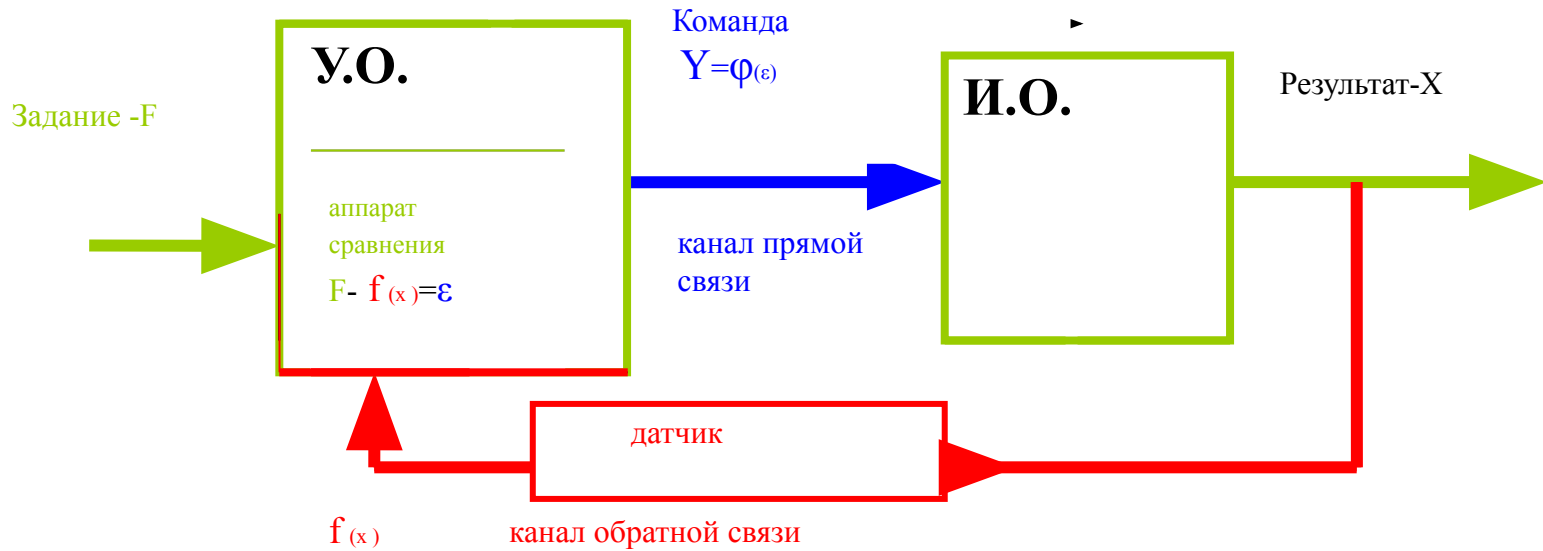 Команда
Y=φ(ε)
У.О.
И.О.
Результат-X
Задание -F
аппарат
сравнения
F- f (x )=ε
канал прямой
связи
датчик
f (x )
канал обратной связи